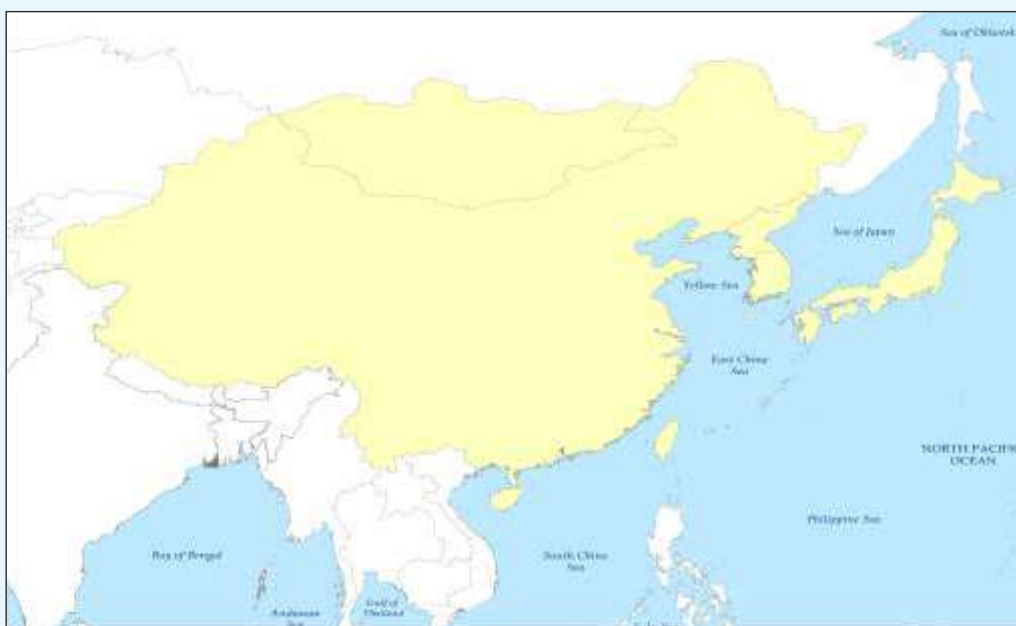 Sea of Okhotsk
Sea of Japan
Yellow Sea
East China
Sea
NORTH PACIFIC
OCEAN
Philippine Sea
Bay of Bengal
South China
Sea
Gulf of
Thailand
Andaman